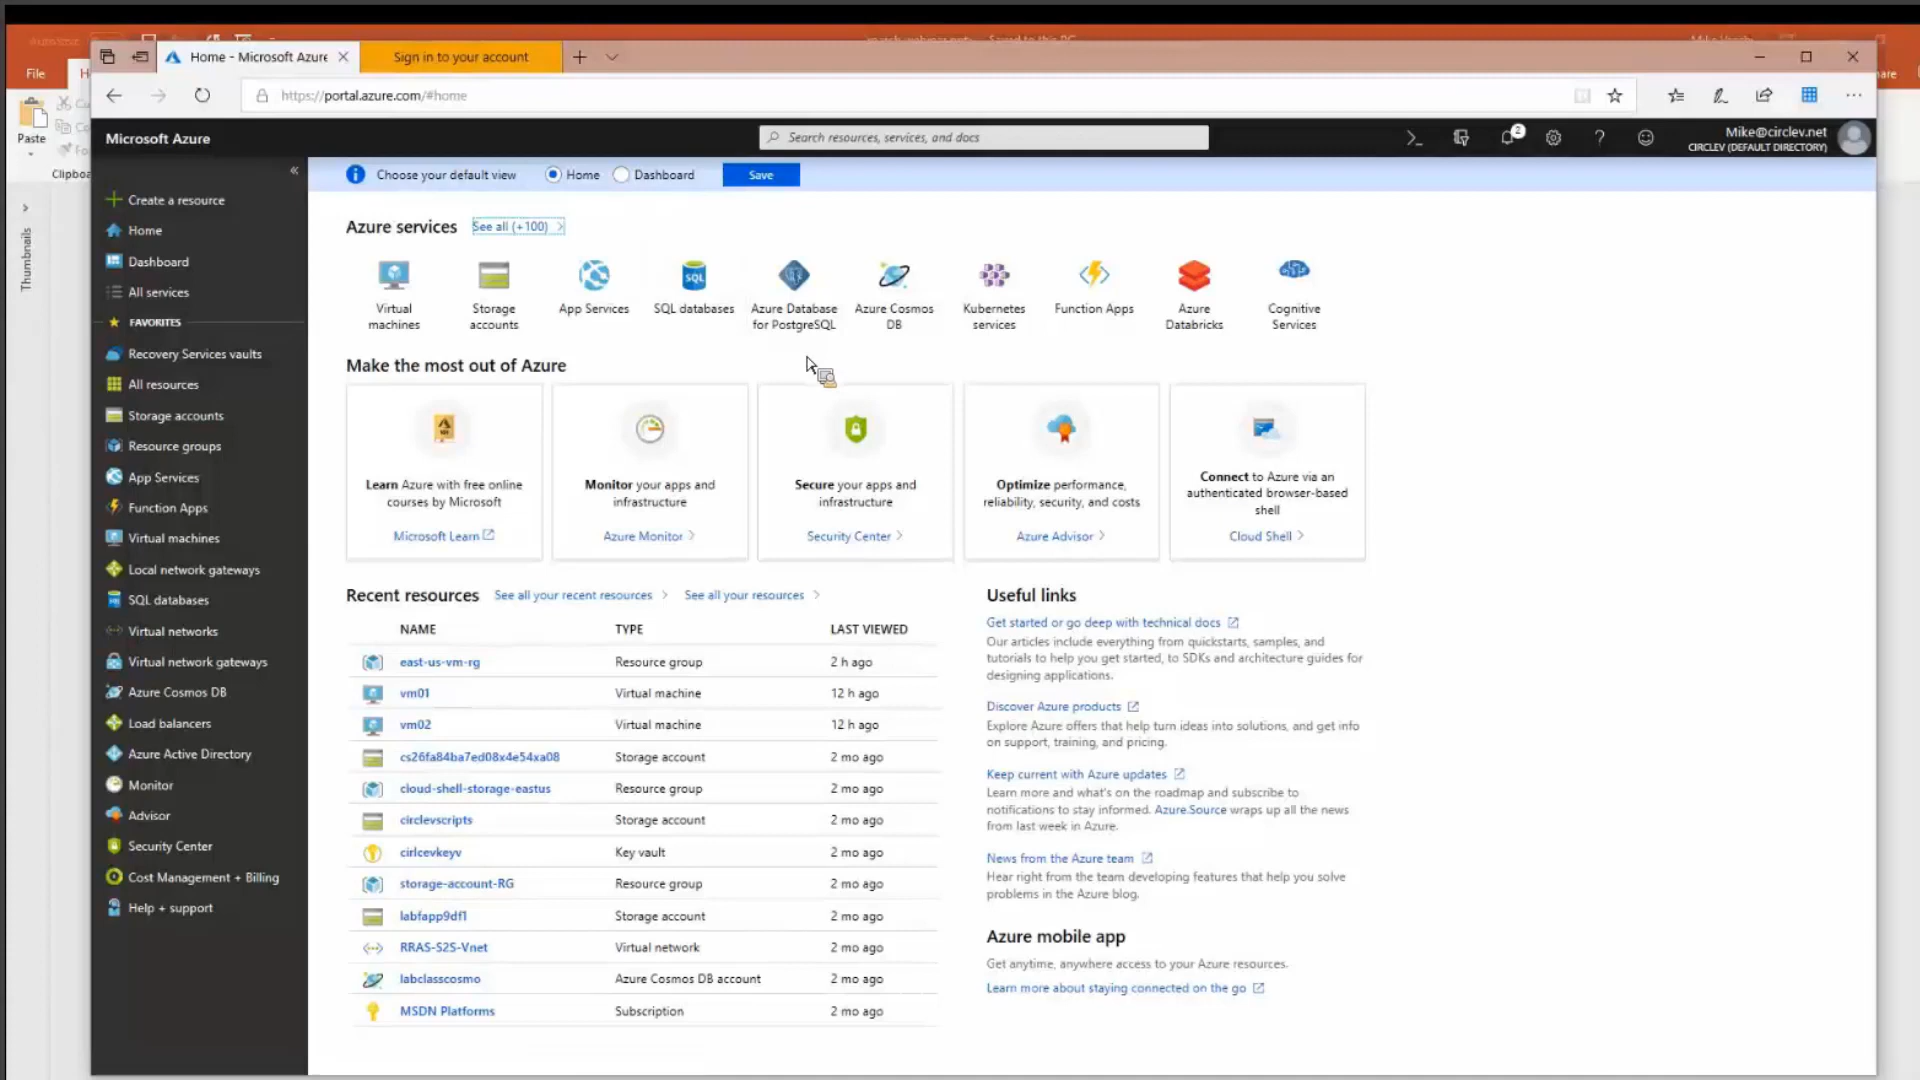 File
Home - Microsoft Azure
Sign in to your account
https://portal.azure.com/#home
Paste
Clipboa
Thumbnails
Microsoft Azure
Search resources, services, and docs
2
Mike@circlev.net
CIRCLEV (DEFAULT DIRECTORY)
Create a resource
Home
Dashboard
All services
FAVORITES
Recovery Services vaults
All resources
Storage accounts
Resource groups
App Services
Function Apps
Virtual machines
Local network gateways
SQL databases
Virtual networks
Virtual network gateways
Azure Cosmos DB
Load balancers
Azure Active Directory
Monitor
Advisor
Security Center
Cost Management + Billing
Help + support
Choose your default view
Home
Dashboard
Save
Azure services
See all (+100)
Virtual machines
Storage accounts
App Services
SQL
SQL databases
Azure Database for PostgreSQL
Azure Cosmos DB
Kubernetes services
Function Apps
Azure Databricks
Cognitive Services
Make the most out of Azure
Learn Azure with free online
courses by Microsoft
Microsoft Learn
Monitor your apps and
infrastructure
Azure Monitor
Secure your apps and
infrastructure
Security Center
Optimize performance,
reliability, security, and costs
Azure Advisor
Connect to Azure via an
authenticated browser-based
shell
Cloud Shell
Recent resources See all your recent resources See all your resources
NAME TYPE LAST VIEWED
east-us-vm-rg Resource group 2 h ago
vm01 Virtual machine 12 h ago
vm02 Virtual machine 12 h ago
cs26fa84ba7ed08x4e54xa08 Storage account 2 mo ago
cloud-shell-storage-eastus Resource group 2 mo ago
circlevscripts Storage account 2 mo ago
cirlcevkeyv Key vault 2 mo ago
storage-account-RG Resource group 2 mo ago
labfapp9df1 Storage account 2 mo ago
RRAS-S2S-Vnet Virtual network 2 mo ago
labclasscosmo Azure Cosmos DB account 2 mo ago
MSDN Platforms Subscription 2 mo ago
Useful links
Get started or go deep with technical docs
Our articles include everything from quickstarts, samples, and
tutorials to help you get started, to SDKs and architecture guides for
designing applications.
Discover Azure products
Explore Azure offers that help turn ideas into solutions, and get info
on support, training, and pricing.
Keep current with Azure updates
Learn more and what's on the roadmap and subscribe to
notifications to stay informed. Azure.Source wraps up all the news
from last week in Azure.
News from the Azure team
Hear right from the team developing features that help you solve
problems in the Azure blog.
Azure mobile app
Get anytime, anywhere access to your Azure resources.
Learn more about staying connected on the go